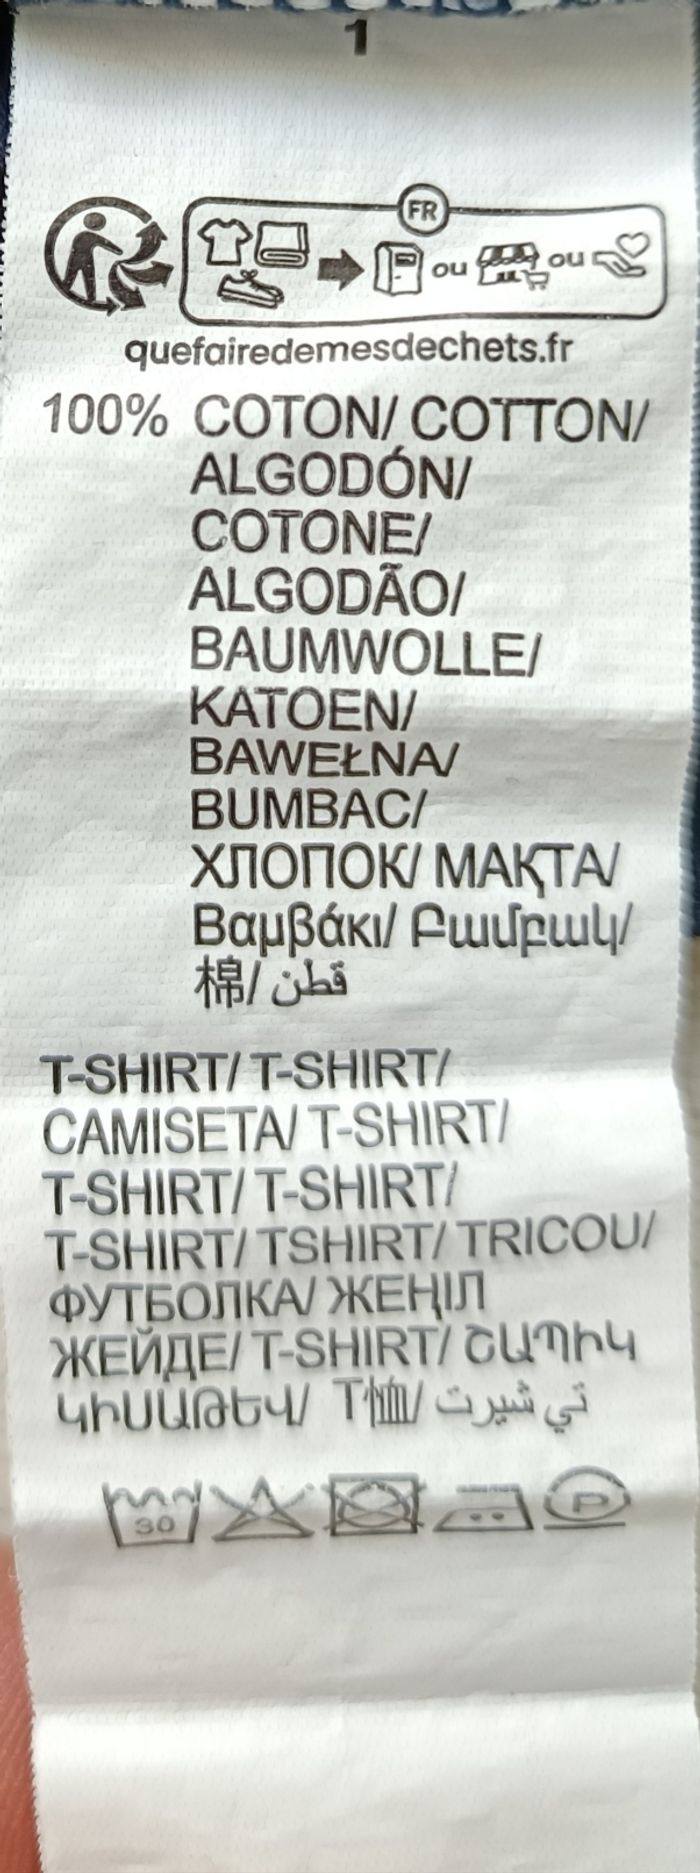 1
FR
ou ou
quefairedemesdechets.fr
100% COTON/ COTTON/
ALGODÓN/
COTONE/
ALGODÃO/
BAUMWOLLE/
KATOEN/
BAWEŁNA/
BUMBAC/
ХЛОПОК/ МАҚТА/
Βαμβάκι/ Բամբակ/
棉/ قطن
T-SHIRT/ T-SHIRT/
CAMISETA/ T-SHIRT/
T-SHIRT/ T-SHIRT/
T-SHIRT/ TSHIRT/ TRICOU/
ФУТБОЛКА/ ЖЕҢІЛ
ЖЕЙДЕ/ T-SHIRT/ ՇԱՊԻԿ
ԿԻՍԱԹԵՎ/ T恤/ تي شيرت
30 P